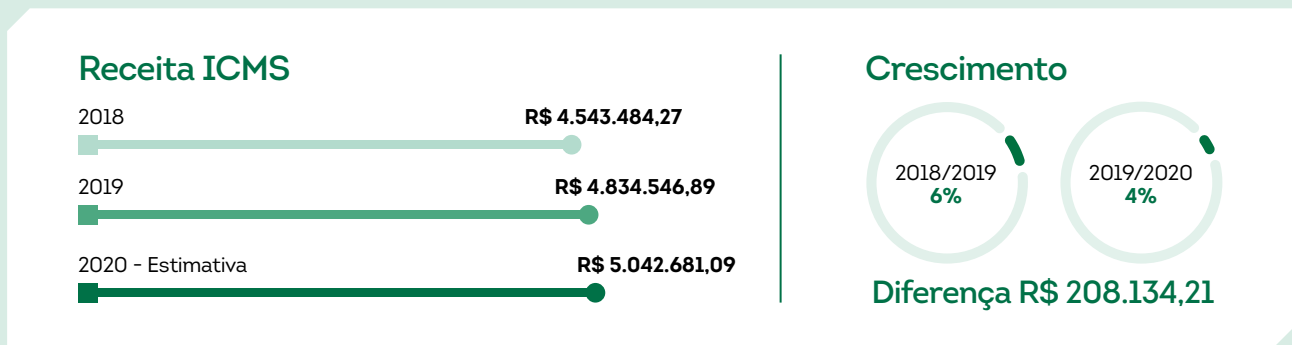 Receita ICMS
2018
R$ 4.543.484,27
2019
R$ 4.834.546,89
2020 - Estimativa
R$ 5.042.681,09
Crescimento
2018/2019
6%
2019/2020
4%
Diferença R$ 208.134,21